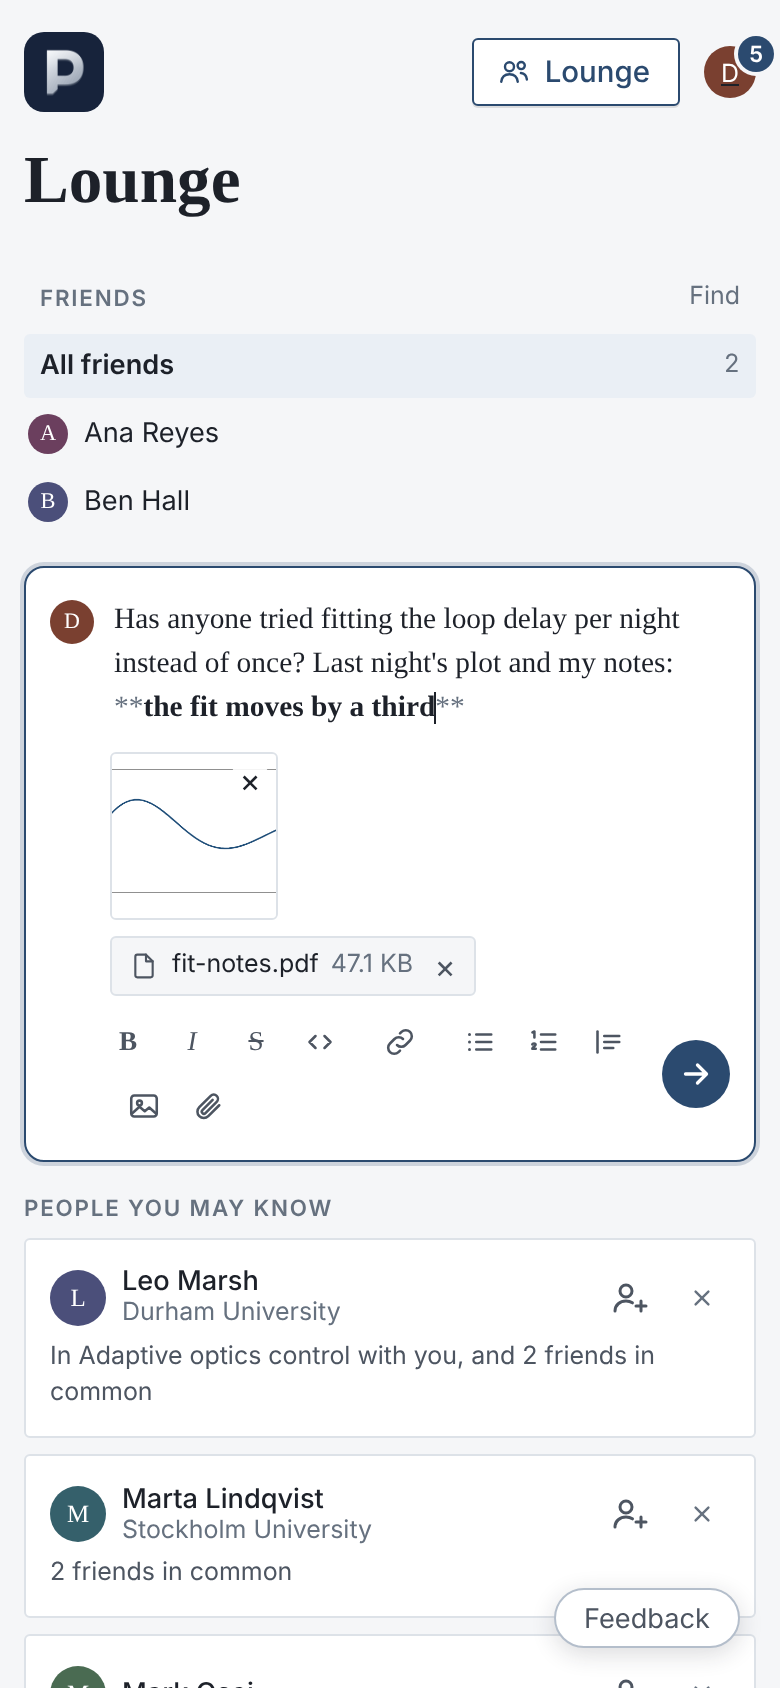 P
Lounge
D
5
Lounge
FRIENDS
Find
All friends
2
A
Ana Reyes
B
Ben Hall
D
Has anyone tried fitting the loop delay per night
instead of once? Last night's plot and my notes:
**the fit moves by a third**
fit-notes.pdf 47.1 KB
B I S
PEOPLE YOU MAY KNOW
L
Leo Marsh
Durham University
In Adaptive optics control with you, and 2 friends in
common
M
Marta Lindqvist
Stockholm University
2 friends in common
Feedback